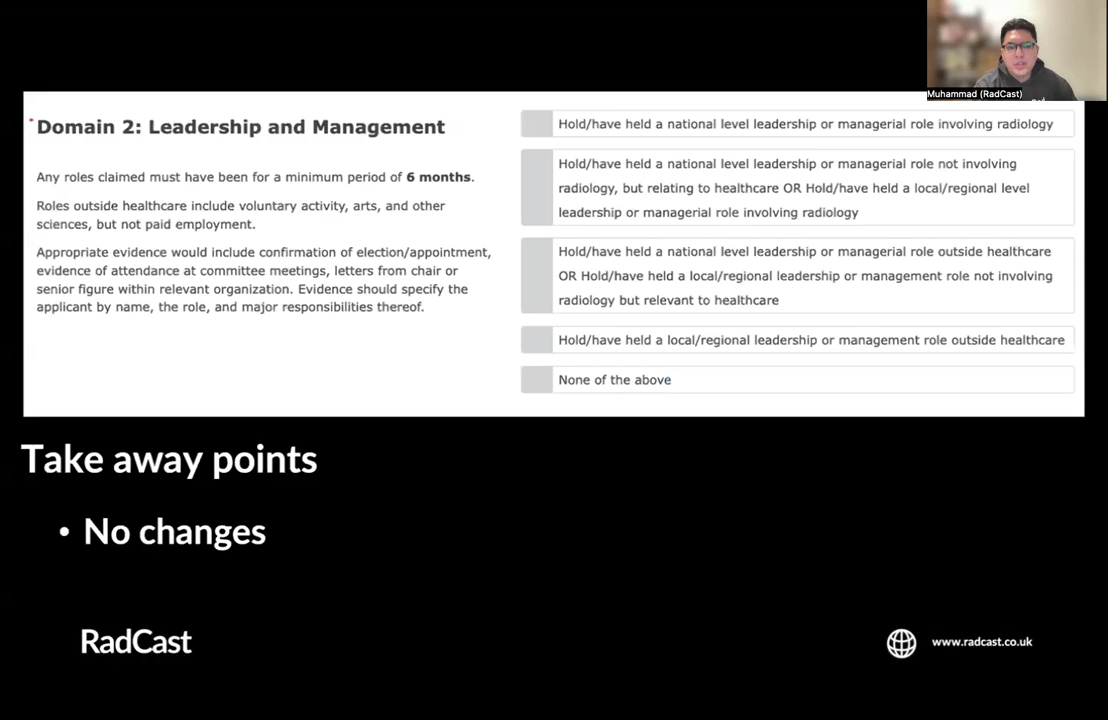 Muhammad (RadCast)
* Domain 2: Leadership and Management
Any roles claimed must have been for a minimum period of 6 months.
Roles outside healthcare include voluntary activity, arts, and other
sciences, but not paid employment.
Appropriate evidence would include confirmation of election/appointment,
evidence of attendance at committee meetings, letters from chair or
senior figure within relevant organization. Evidence should specify the
applicant by name, the role, and major responsibilities thereof.
Hold/have held a national level leadership or managerial role involving radiology
Hold/have held a national level leadership or managerial role not involving
radiology, but relating to healthcare OR Hold/have held a local/regional level
leadership or managerial role involving radiology
Hold/have held a national level leadership or managerial role outside healthcare
OR Hold/have held a local/regional leadership or management role not involving
radiology but relevant to healthcare
Hold/have held a local/regional leadership or management role outside healthcare
None of the above
Take away points
• No changes
RadCast
www.radcast.co.uk